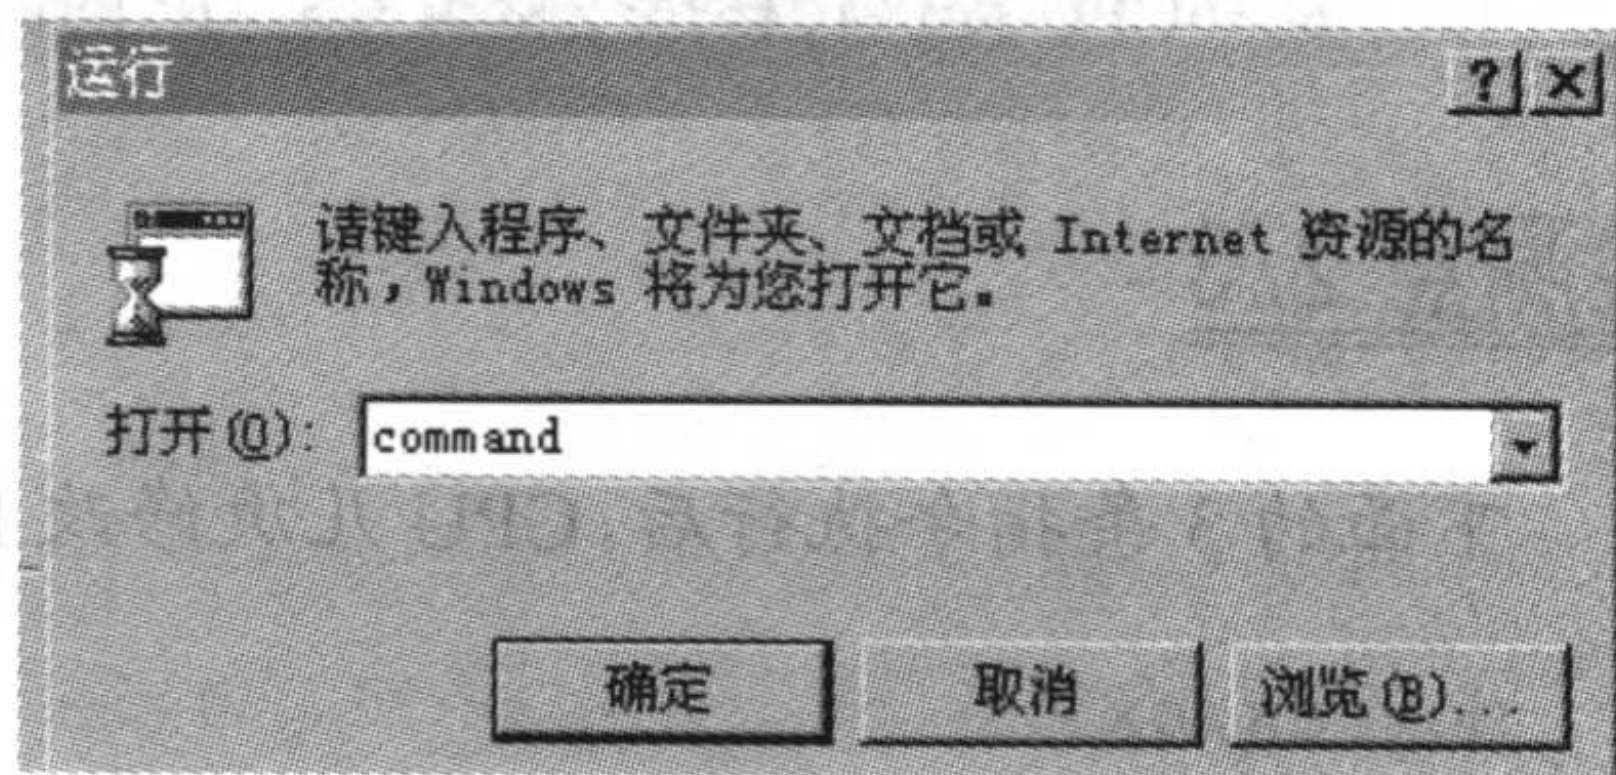 运行
请键入程序、文件夹、文档或 Internet 资源的名
称，Windows 将为您打开它。
打开(O):
command
确定
取消
浏览(B)...